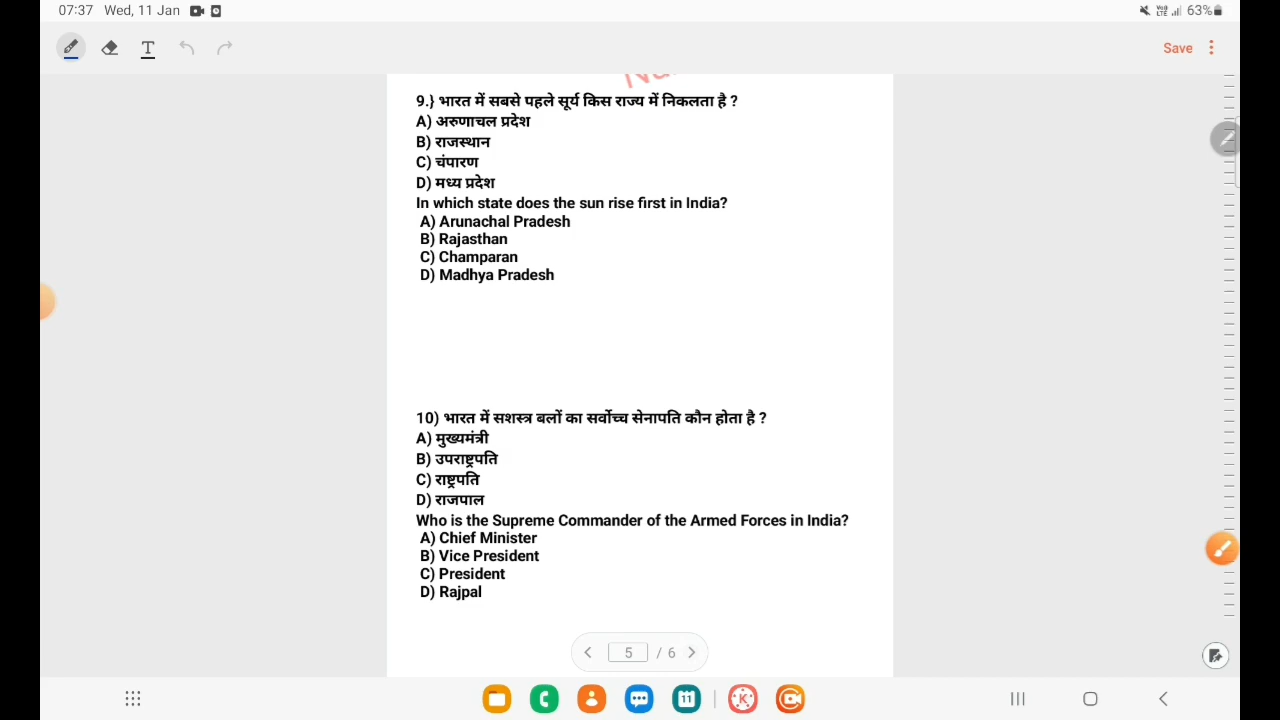 07:37 Wed, 11 Jan
63%
T
Save
9.} भारत में सबसे पहले सूर्य किस राज्य में निकलता है ?
A) अरुणाचल प्रदेश
B) राजस्थान
C) चंपारण
D) मध्य प्रदेश
In which state does the sun rise first in India?
A) Arunachal Pradesh
B) Rajasthan
C) Champaran
D) Madhya Pradesh
10) भारत में सशस्त्र बलों का सर्वोच्च सेनापति कौन होता है ?
A) मुख्यमंत्री
B) उपराष्ट्रपति
C) राष्ट्रपति
D) राजपाल
Who is the Supreme Commander of the Armed Forces in India?
A) Chief Minister
B) Vice President
C) President
D) Rajpal
5 / 6
11
K